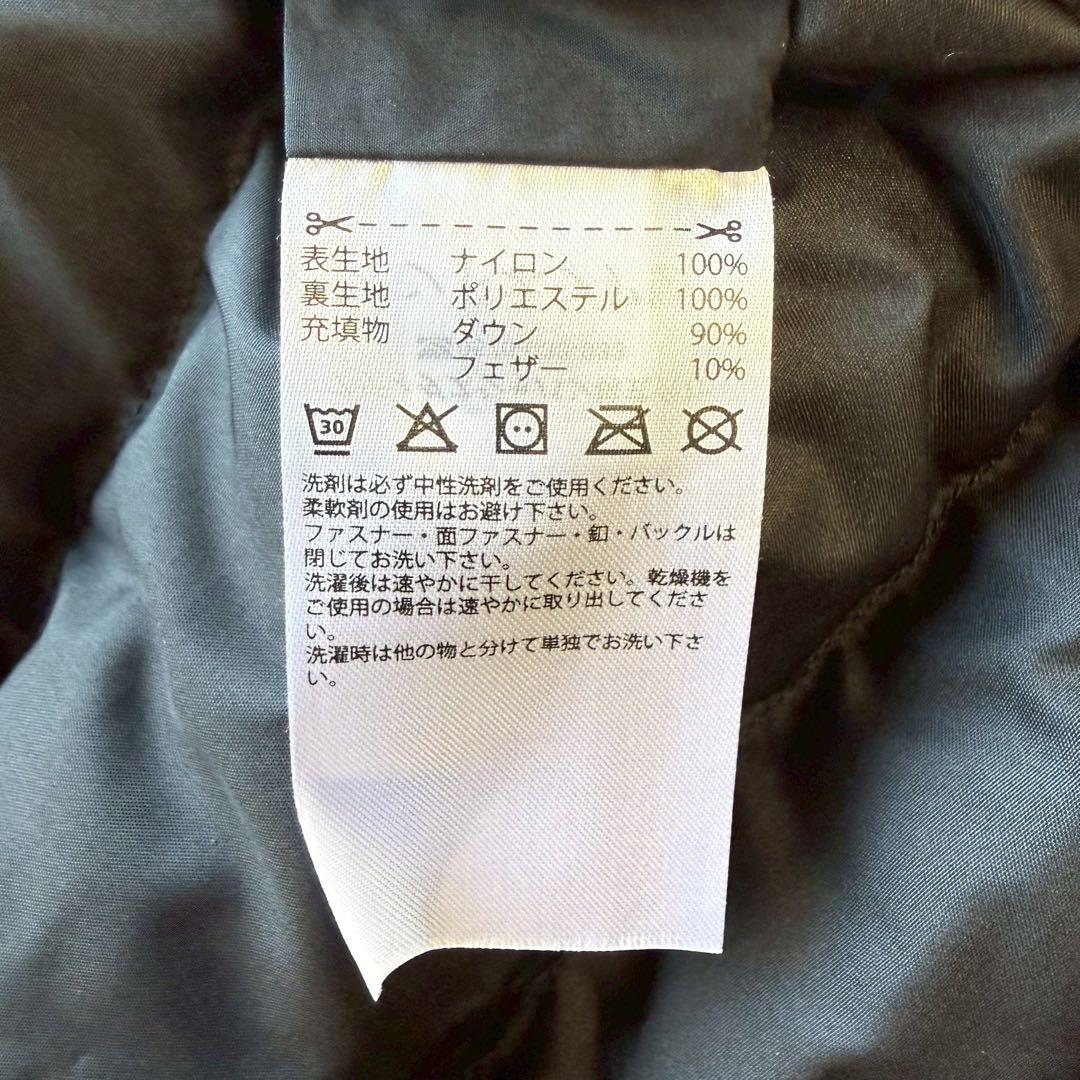 表生地 ナイロン 100%
裏生地 ポリエステル 100%
充填物 ダウン 90%
フェザー 10%
30
洗剤は必ず中性洗剤をご使用ください。
柔軟剤の使用はお避け下さい。
ファスナー・面ファスナー・釦・バックルは
閉じてお洗い下さい。
洗濯後は速やかに干してください。乾燥機を
ご使用の場合は速やかに取り出してくださ
い。
洗濯時は他の物と分けて単独でお洗い下さ
い。